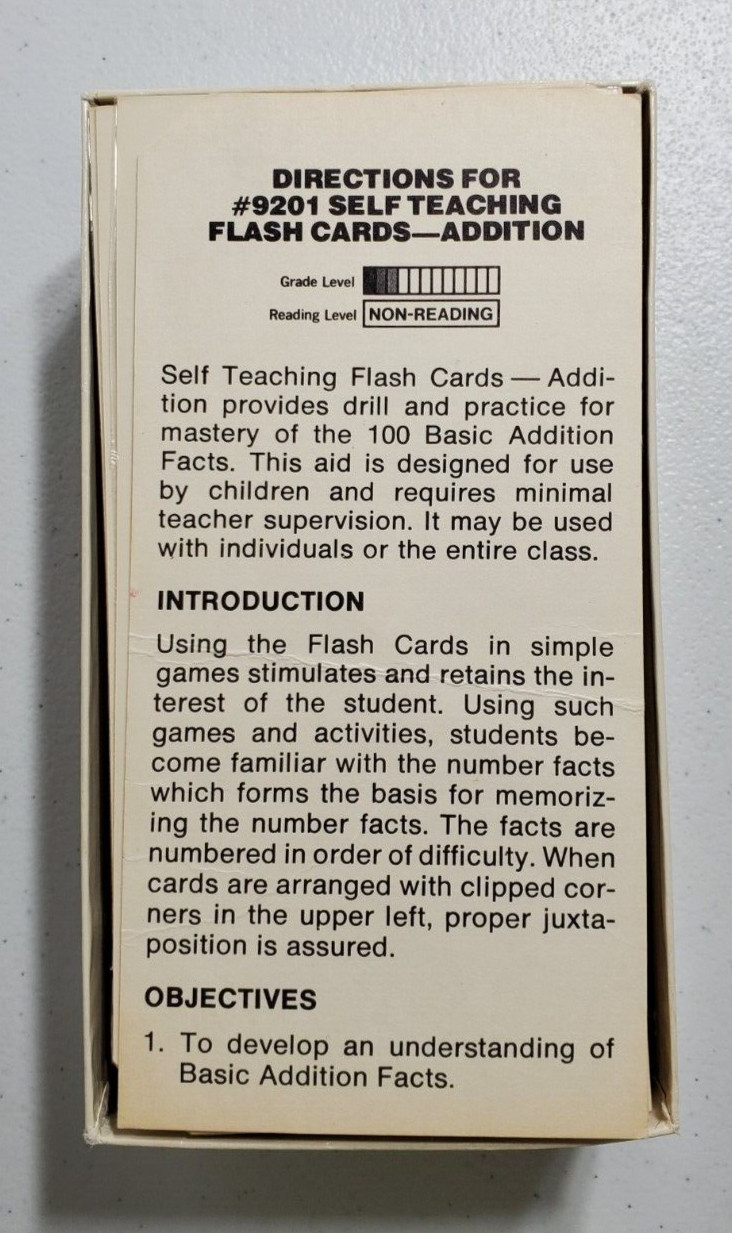 DIRECTIONS FOR
#9201 SELF TEACHING
FLASH CARDS—ADDITION
Grade Level
Reading Level NON-READING
Self Teaching Flash Cards — Addi-
tion provides drill and practice for
mastery of the 100 Basic Addition
Facts. This aid is designed for use
by children and requires minimal
teacher supervision. It may be used
with individuals or the entire class.
INTRODUCTION
Using the Flash Cards in simple
games stimulates and retains the in-
terest of the student. Using such
games and activities, students be-
come familiar with the number facts
which forms the basis for memoriz-
ing the number facts. The facts are
numbered in order of difficulty. When
cards are arranged with clipped cor-
ners in the upper left, proper juxta-
position is assured.
OBJECTIVES
1. To develop an understanding of
Basic Addition Facts.